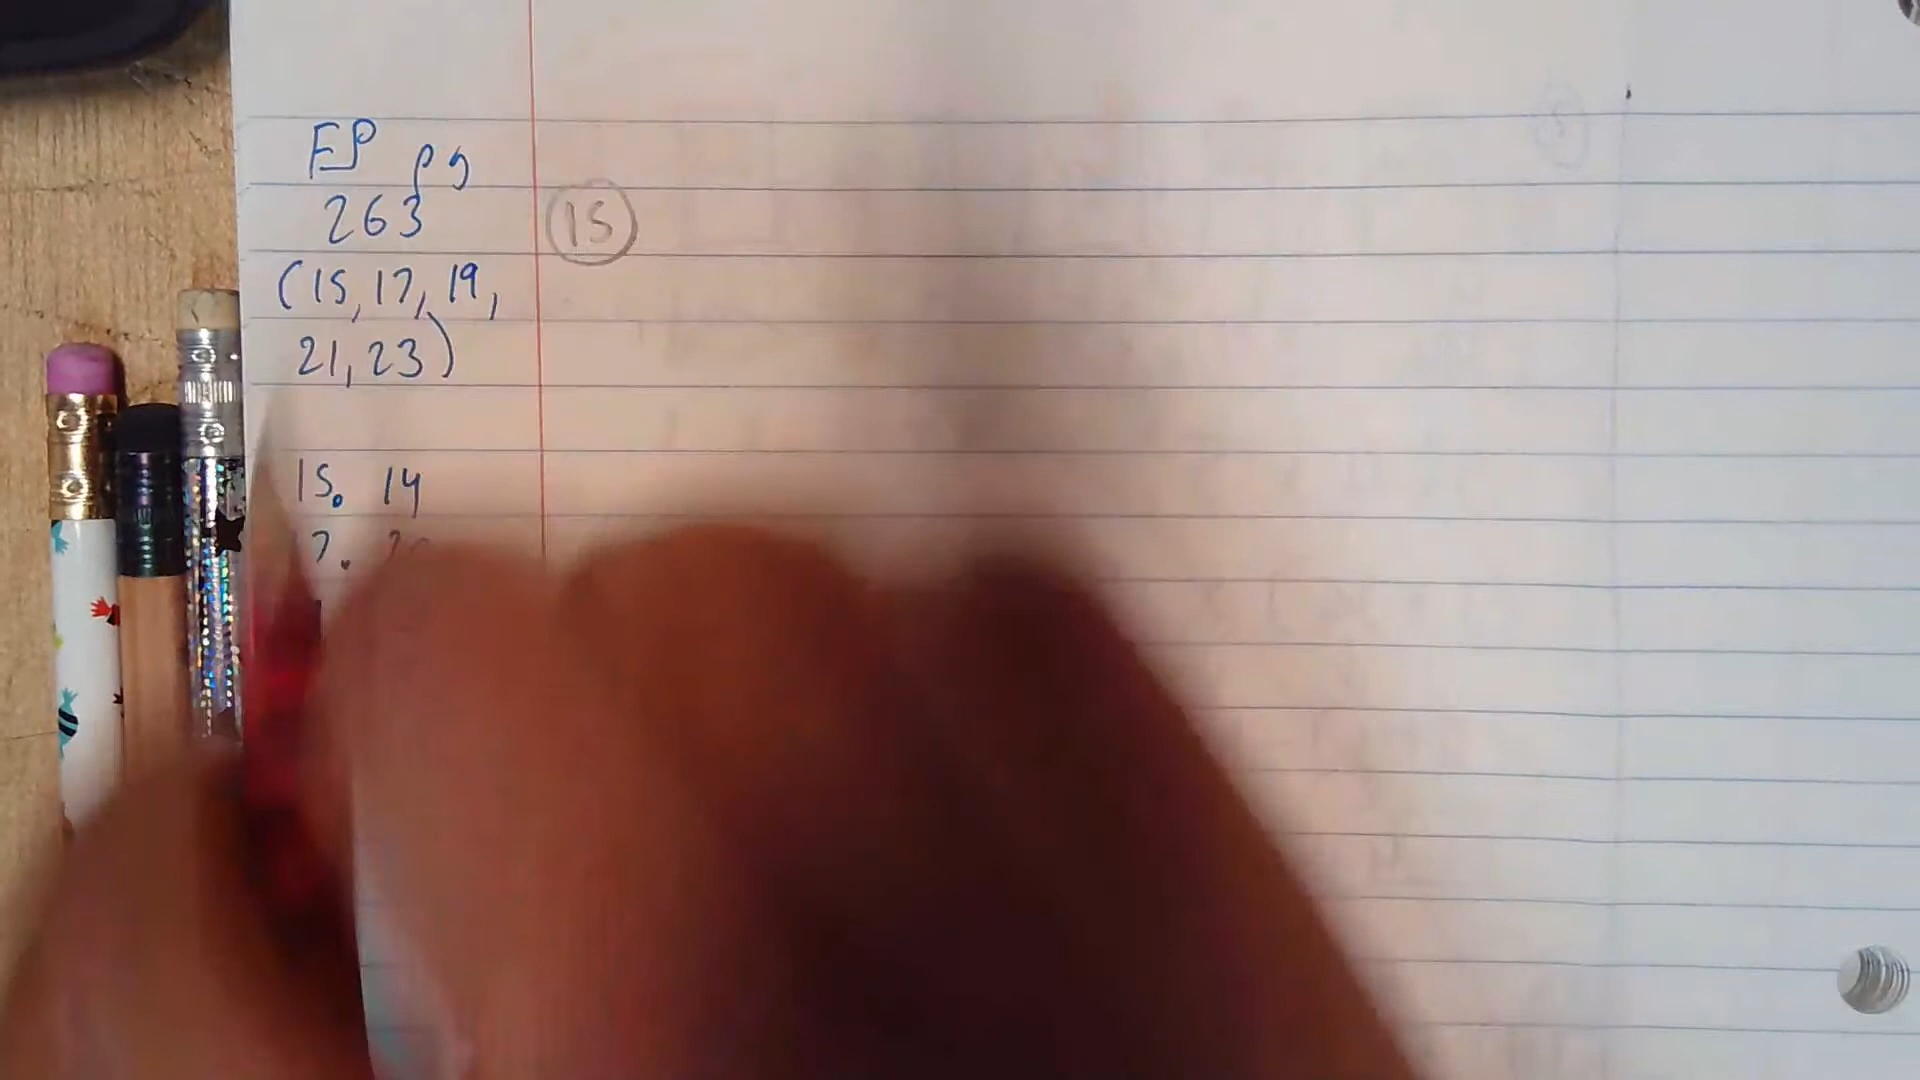 EP pg
263
(15, 17, 19,
21, 23)
15
15. 14